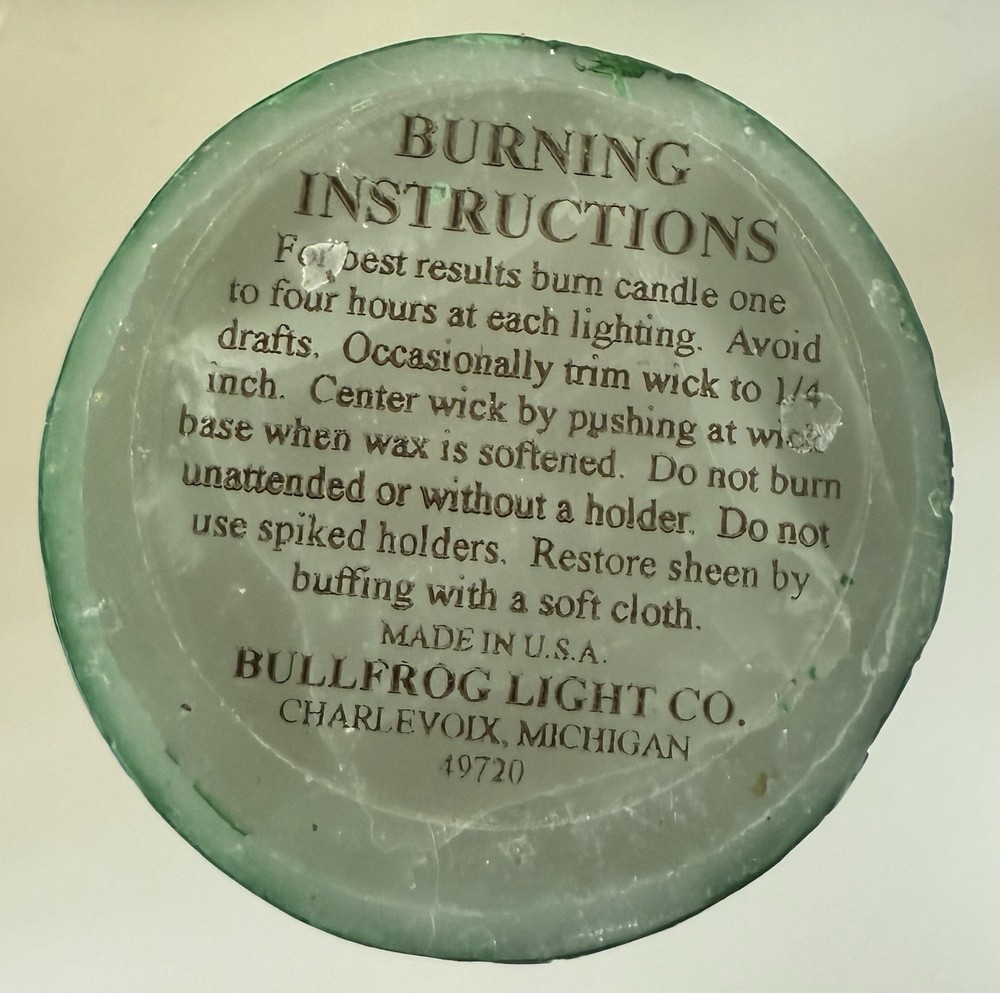 BURNING
INSTRUCTIONS
For best results burn candle one
to four hours at each lighting. Avoid
drafts. Occasionally trim wick to 1/4
inch. Center wick by pushing at wick
base when wax is softened. Do not burn
unattended or without a holder. Do not
use spiked holders. Restore sheen by
buffing with a soft cloth.
MADE IN U.S.A.
BULLFROG LIGHT CO.
CHARLEVOIX, MICHIGAN
49720